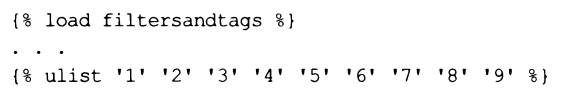 {% load filtersandtags %}
. . .
{% ulist '1' '2' '3' '4' '5' '6' '7' '8' '9' %}